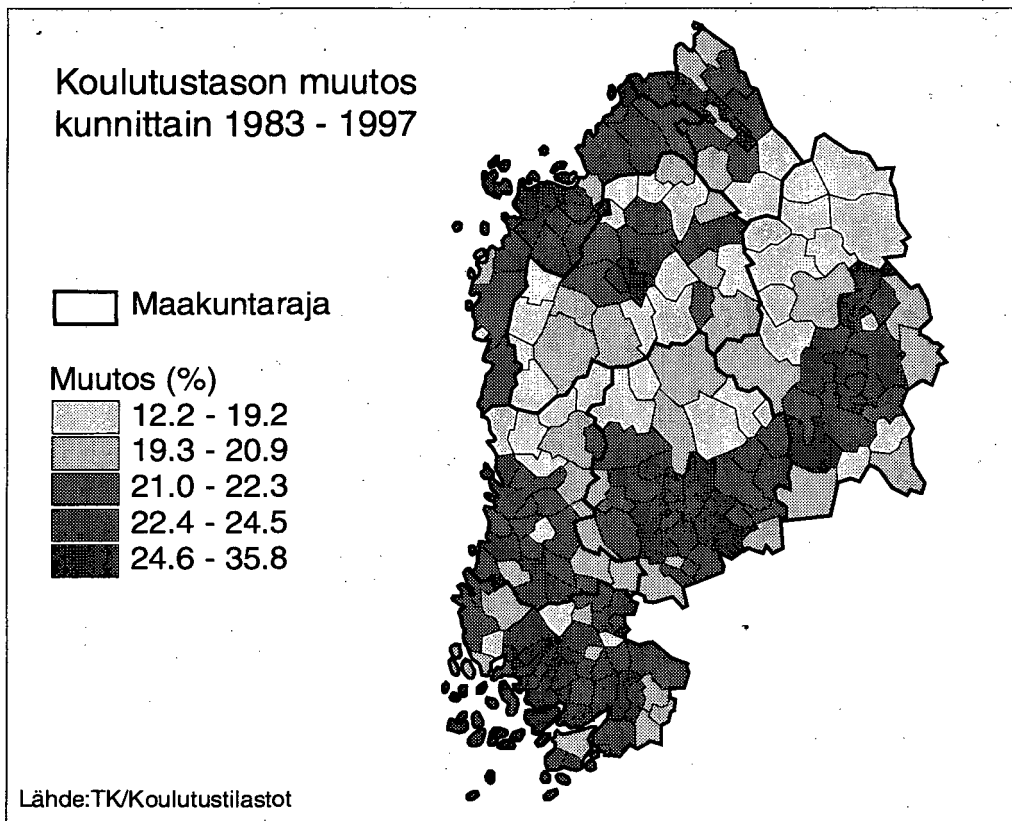 Koulutustason muutos
kunnittain 1983 - 1997
Maakuntaraja
Muutos (%)
12.2 - 19.2
19.3 - 20.9
21.0 - 22.3
22.4 - 24.5
24.6 - 35.8
Lähde:TK/Koulutustilastot